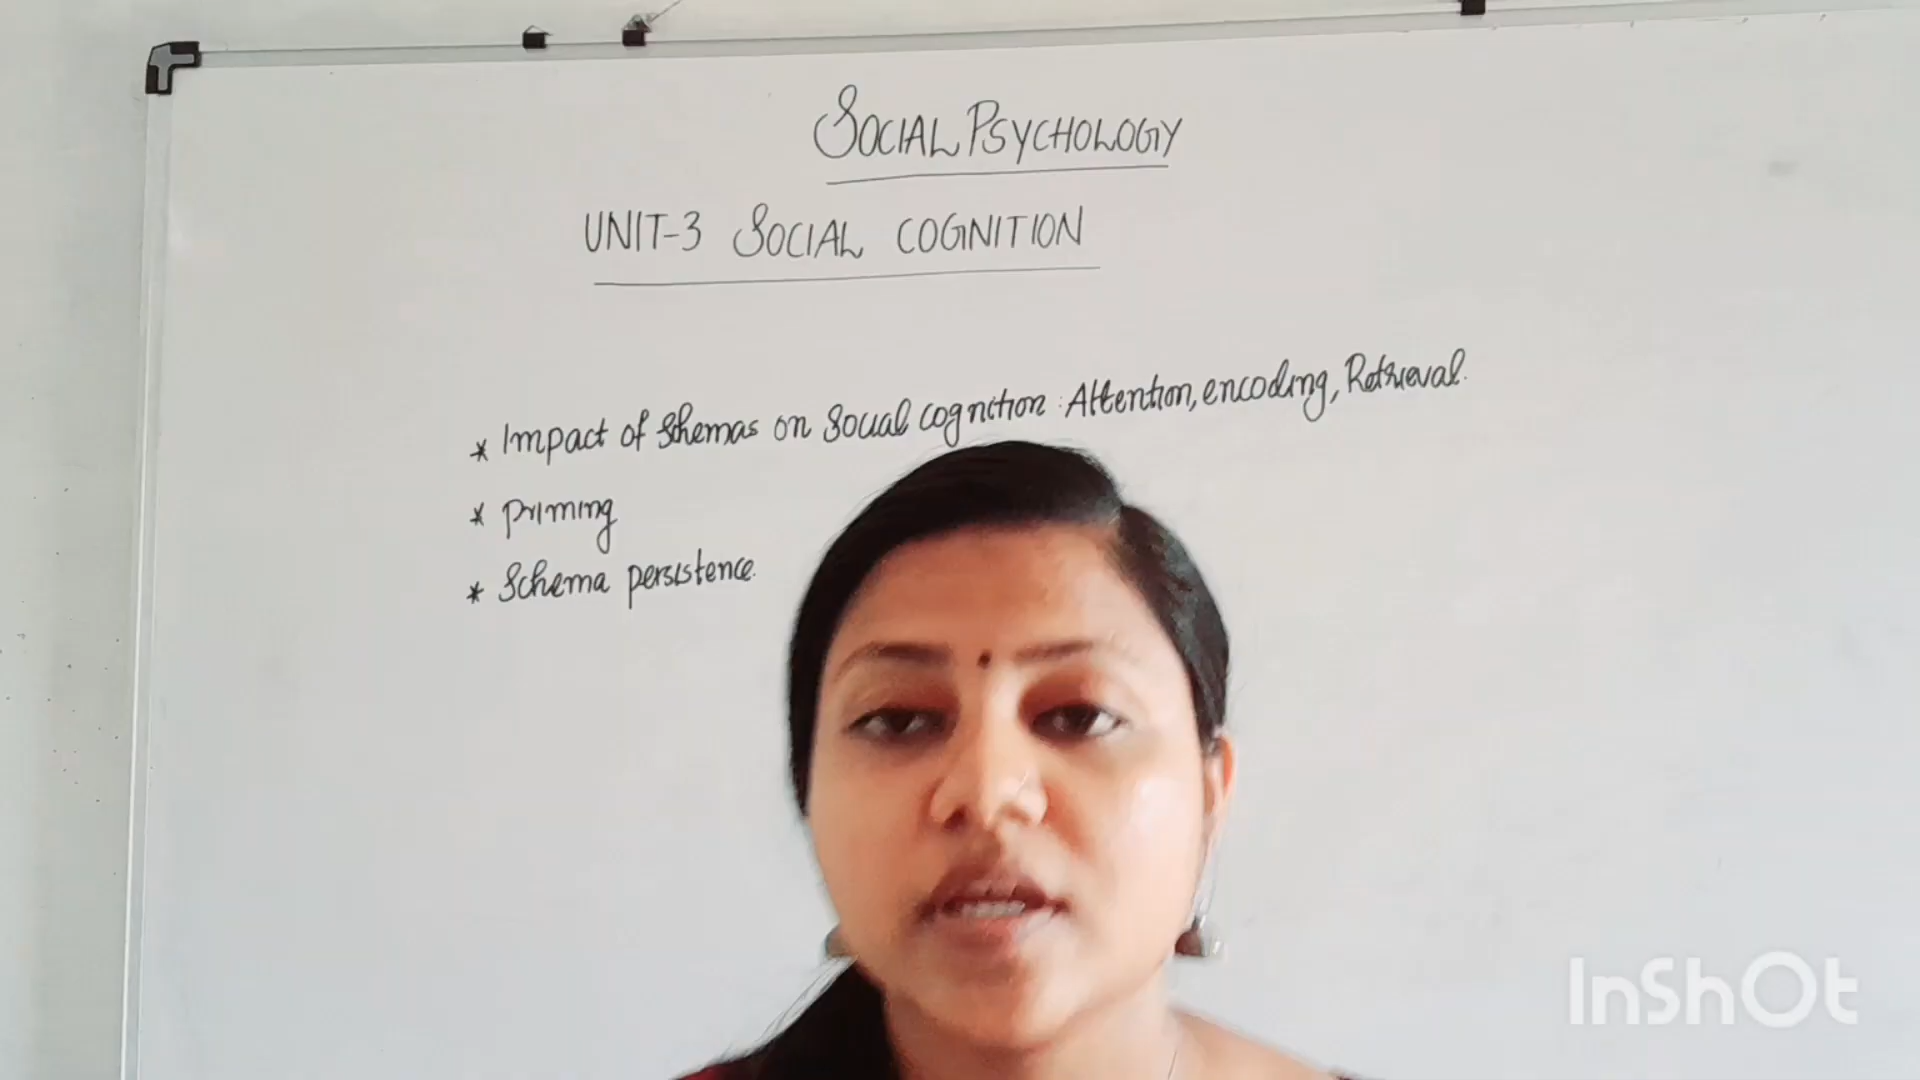 SOCIAL PSYCHOLOGY
UNIT-3 SOCIAL COGNITION
* Impact of Schemas on Social cognition : Attention, encoding, Retrieval.
* Priming
* Schema persistence.
InShOt